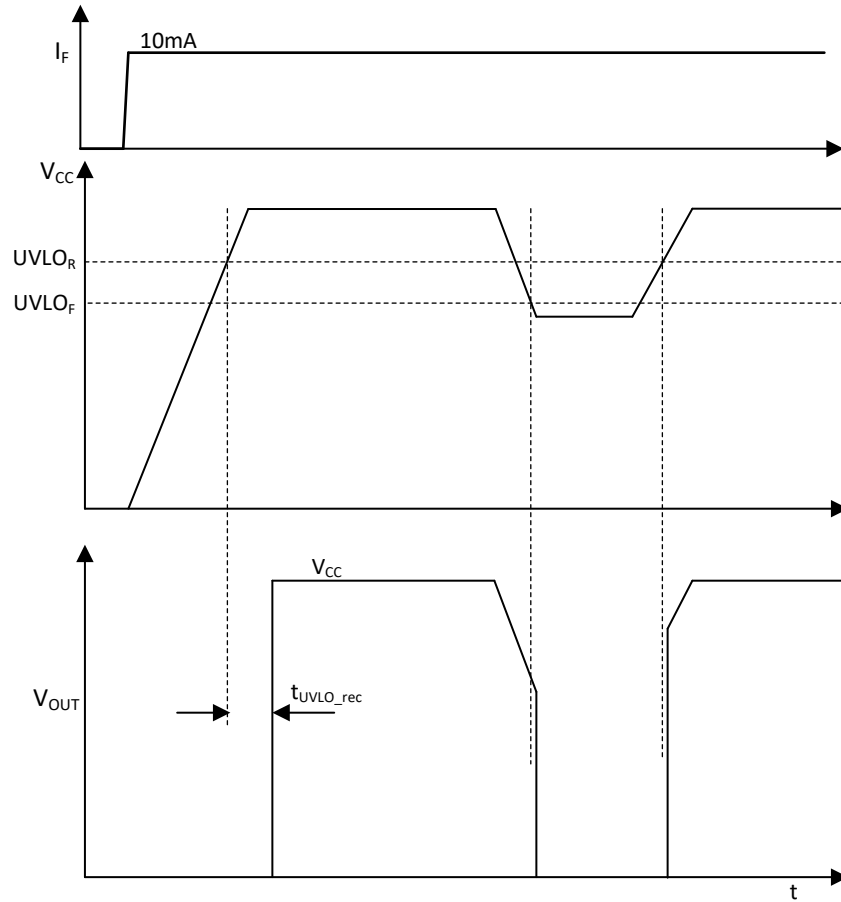 10mA
I_F
V_CC
UVLO_R
UVLO_F
V_CC
t_UVLO_rec
V_OUT
t